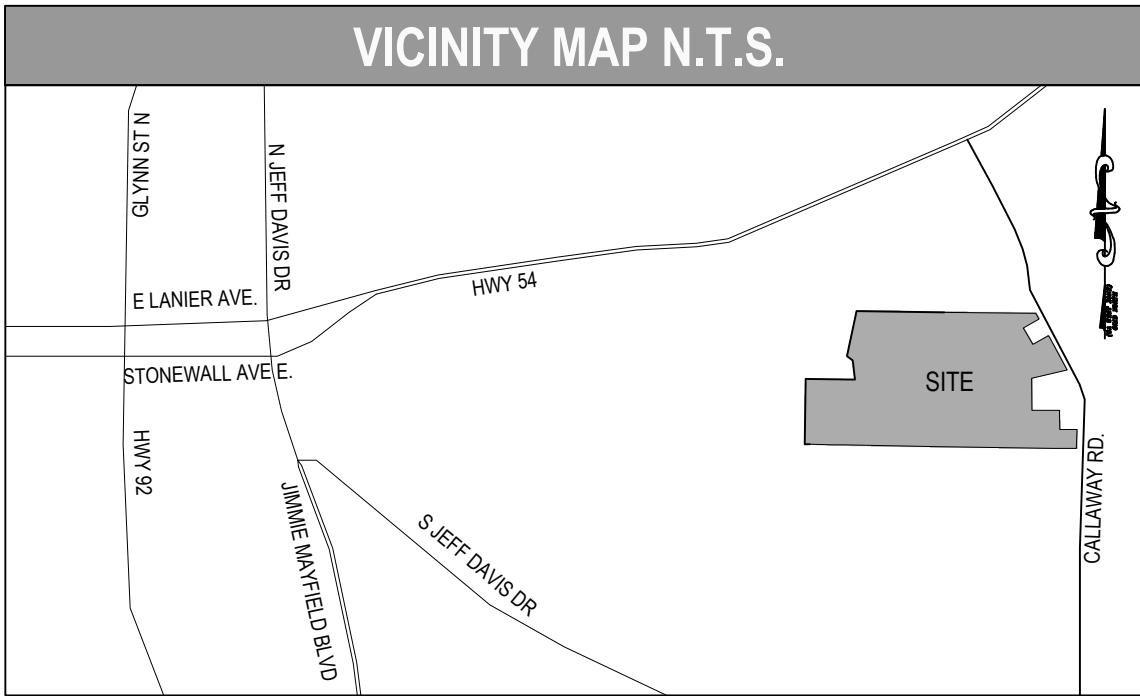 VICINITY MAP N.T.S.
N GLYNN ST
N JEFF DAVIS DR
E LANIER AVE.
HWY 54
STONEWALL AVE E.
SITE
HWY 92
CALLAWAY RD.
JIMMIE MAYFIELD BLVD
S JEFF DAVIS DR